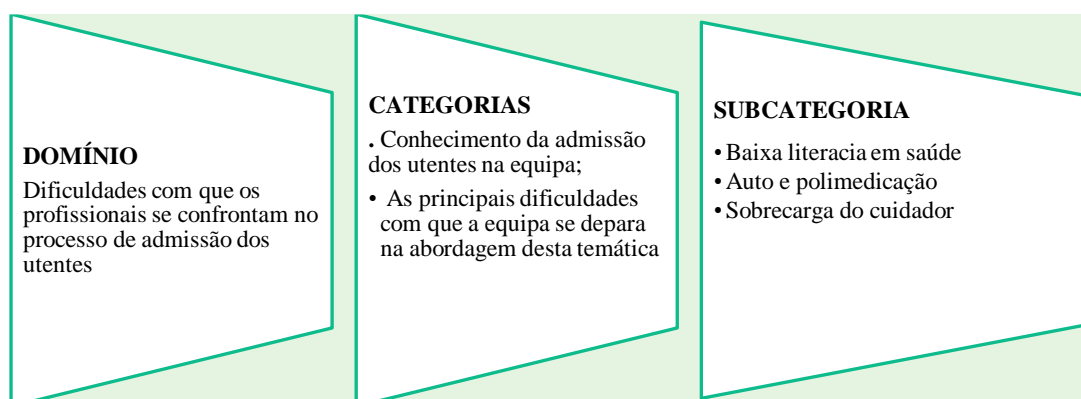 DOMÍNIO
Dificuldades com que os
profissionais se confrontam no
processo de admissão dos
utentes
CATEGORIAS
. Conhecimento da admissão
dos utentes na equipa;
• As principais dificuldades
com que a equipa se depara
na abordagem desta temática
SUBCATEGORIA
• Baixa literacia em saúde
• Auto e polimedicação
• Sobrecarga do cuidador